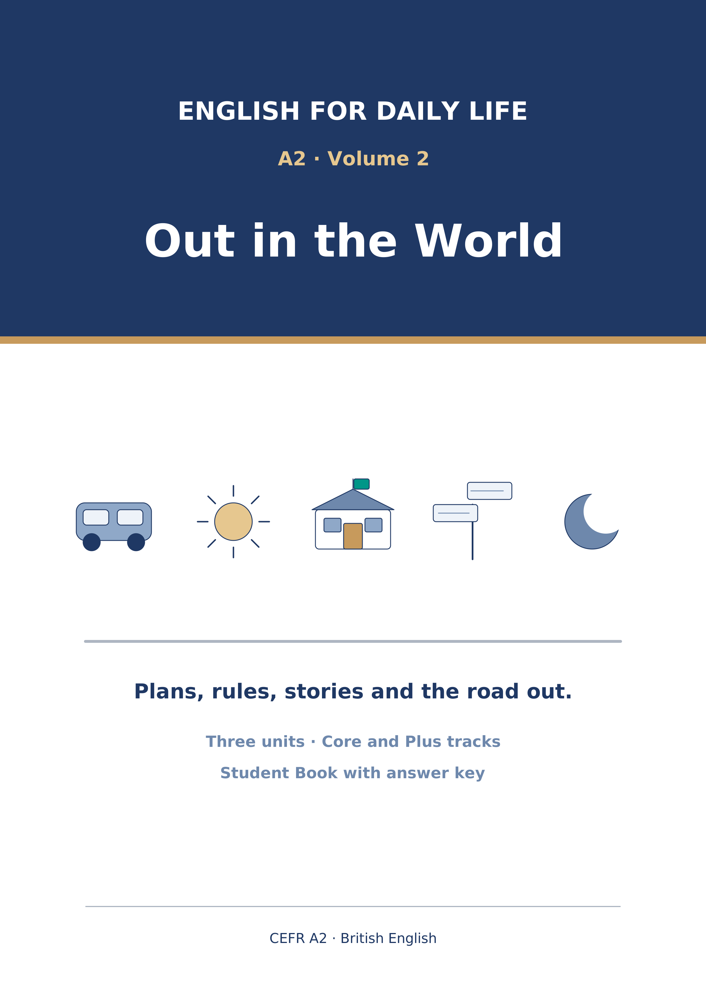 ENGLISH FOR DAILY LIFE
A2 · Volume 2
Out in the World
Plans, rules, stories and the road out.
Three units · Core and Plus tracks
Student Book with answer key
CEFR A2 · British English